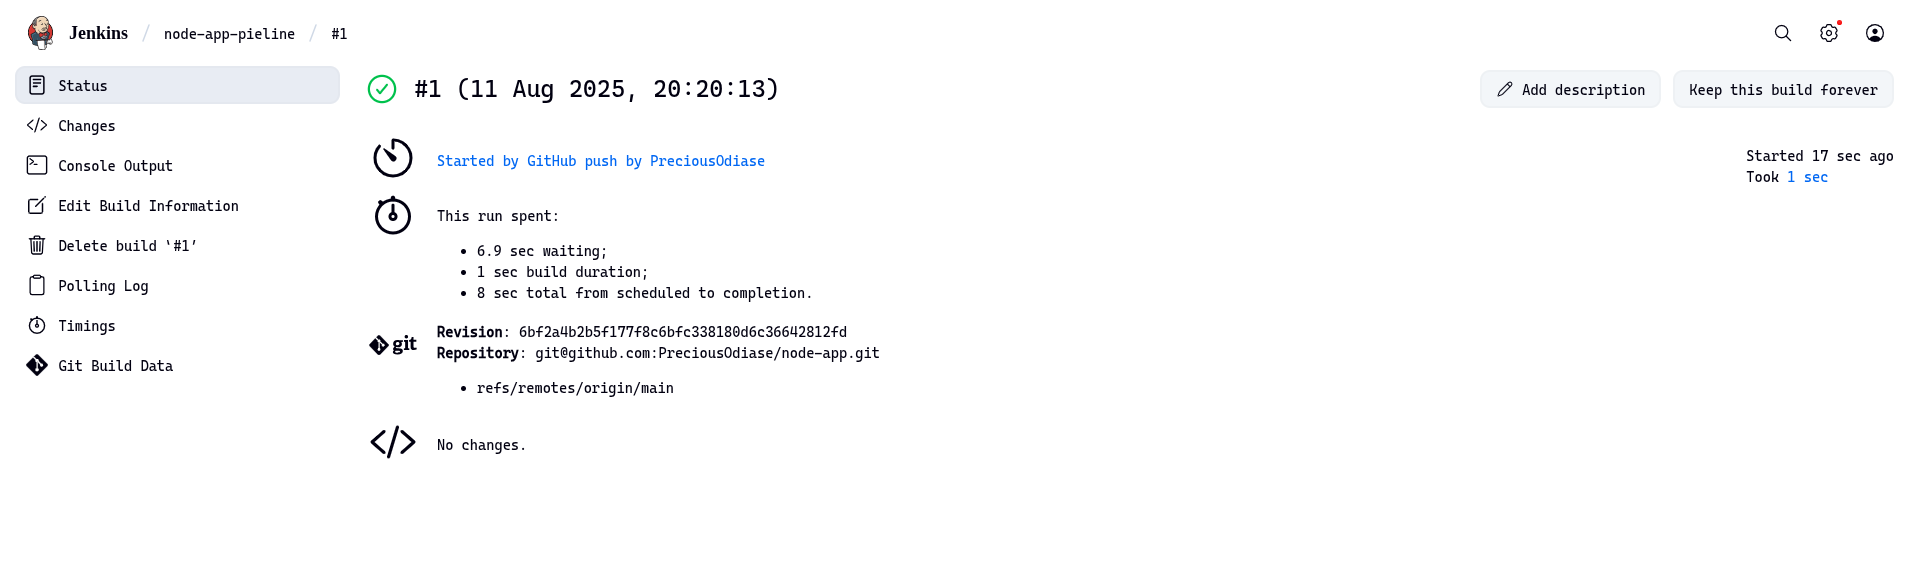 Jenkins / node-app-pieline / #1
Status
Changes
Console Output
Edit Build Information
Delete build ‘#1’
Polling Log
Timings
Git Build Data
#1 (11 Aug 2025, 20:20:13)
Add description
Keep this build forever
Started by GitHub push by PreciousOdiase
Started 17 sec ago
Took 1 sec
This run spent:
• 6.9 sec waiting;
• 1 sec build duration;
• 8 sec total from scheduled to completion.
git
Revision: 6bf2a4b2b5f177f8c6bfc338180d6c36642812fd
Repository: git@github.com:PreciousOdiase/node-app.git
• refs/remotes/origin/main
No changes.